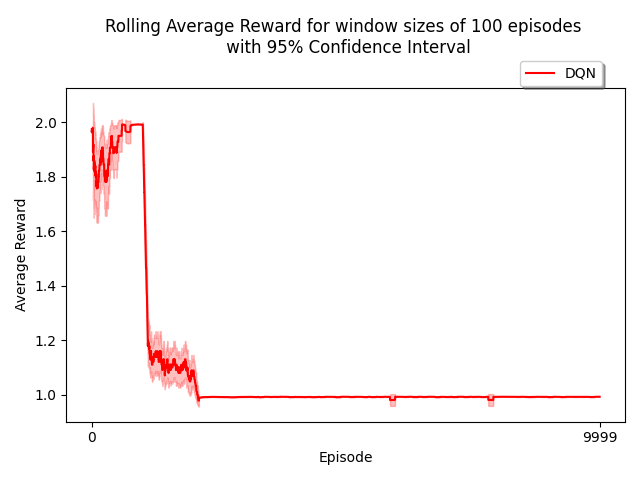 Rolling Average Reward for window sizes of 100 episodes
with 95% Confidence Interval
DQN
2.0
1.8
1.6
1.4
1.2
1.0
Average Reward
0
9999
Episode